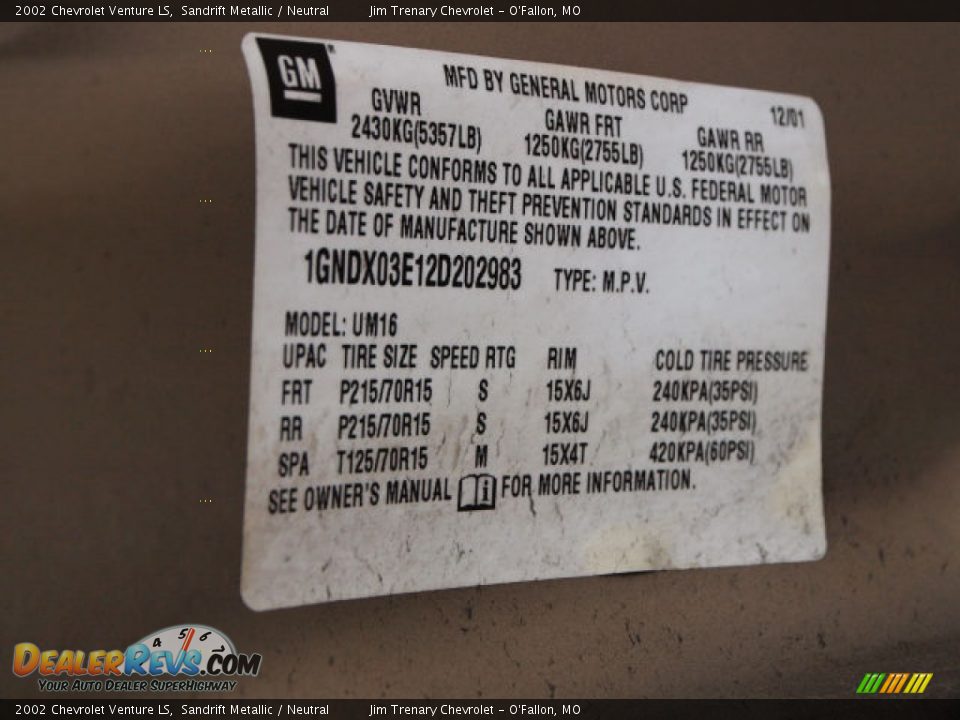 2002 Chevrolet Venture LS, Sandrift Metallic / Neutral Jim Trenary Chevrolet - O'Fallon, MO
GM
MFD BY GENERAL MOTORS CORP 12/01
GVWR GAWR FRT GAWR RR
2430KG(5357LB) 1250KG(2755LB) 1250KG(2755LB)
THIS VEHICLE CONFORMS TO ALL APPLICABLE U.S. FEDERAL MOTOR
VEHICLE SAFETY AND THEFT PREVENTION STANDARDS IN EFFECT ON
THE DATE OF MANUFACTURE SHOWN ABOVE.
1GNDX03E12D202983 TYPE: M.P.V.
MODEL: UM16
UPAC TIRE SIZE SPEED RTG RIM COLD TIRE PRESSURE
FRT P215/70R15 S 15X6J 240KPA(35PSI)
RR P215/70R15 S 15X6J 240KPA(35PSI)
SPA T125/70R15 M 15X4T 420KPA(60PSI)
SEE OWNER'S MANUAL i FOR MORE INFORMATION.
4 5 6
DEALERREVS.COM
YOUR AUTO DEALER SUPERHIGHWAY
2002 Chevrolet Venture LS, Sandrift Metallic / Neutral Jim Trenary Chevrolet - O'Fallon, MO